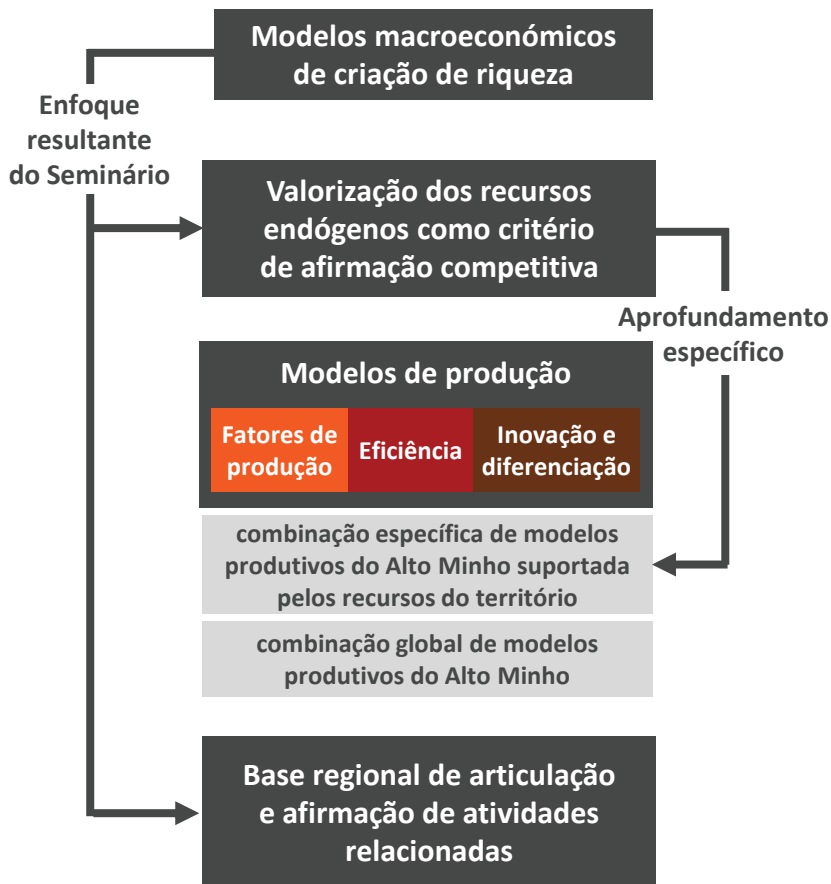 Modelos macroeconómicos
de criação de riqueza
Enfoque
resultante
do Seminário
Valorização dos recursos
endógenos como critério
de afirmação competitiva
Aprofundamento
específico
Modelos de produção
Fatores de
produção
Eficiência
Inovação e
diferenciação
combinação específica de modelos
produtivos do Alto Minho suportada
pelos recursos do território
combinação global de modelos
produtivos do Alto Minho
Base regional de articulação
e afirmação de atividades
relacionadas